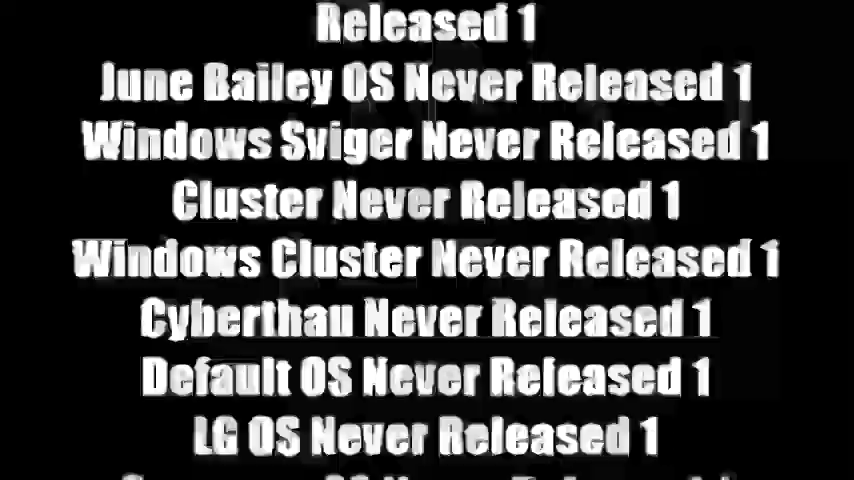 Released 1
June Bailey OS Never Released 1
Windows Sviger Never Released 1
Cluster Never Released 1
Windows Cluster Never Released 1
Cyberthau Never Released 1
Default OS Never Released 1
LG OS Never Released 1